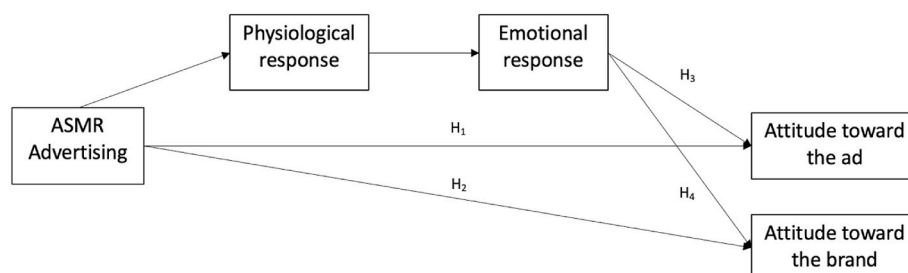 Physiological
response
Emotional
response
H₃
ASMR
Advertising
H₁
Attitude toward
the ad
H₂
H₄
Attitude toward
the brand